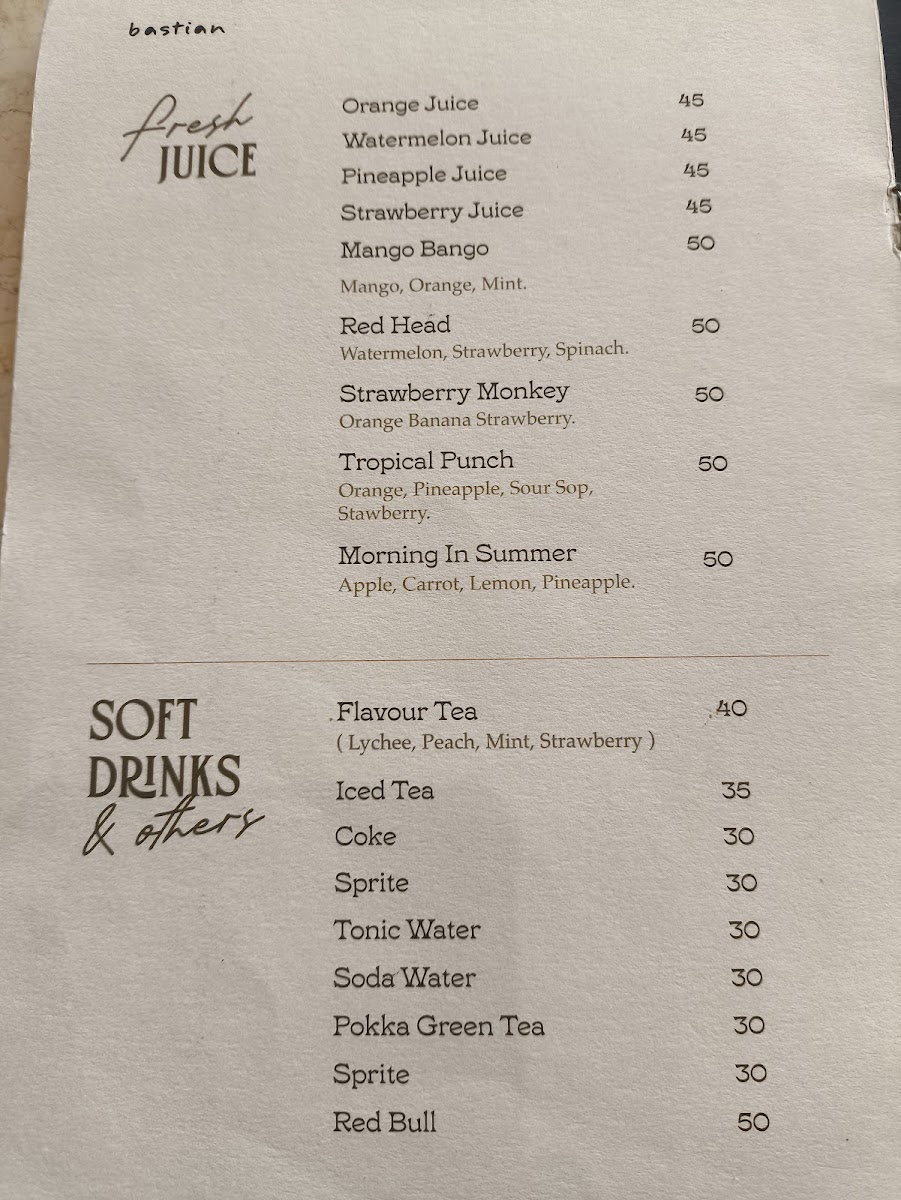 bastian
fresh
JUICE
Orange Juice 45
Watermelon Juice 45
Pineapple Juice 45
Strawberry Juice 45
Mango Bango 50
Mango, Orange, Mint.
Red Head 50
Watermelon, Strawberry, Spinach.
Strawberry Monkey 50
Orange Banana Strawberry.
Tropical Punch 50
Orange, Pineapple, Sour Sop,
Stawberry.
Morning In Summer 50
Apple, Carrot, Lemon, Pineapple.
SOFT
DRINKS
& others
Flavour Tea 40
( Lychee, Peach, Mint, Strawberry )
Iced Tea 35
Coke 30
Sprite 30
Tonic Water 30
Soda Water 30
Pokka Green Tea 30
Sprite 30
Red Bull 50